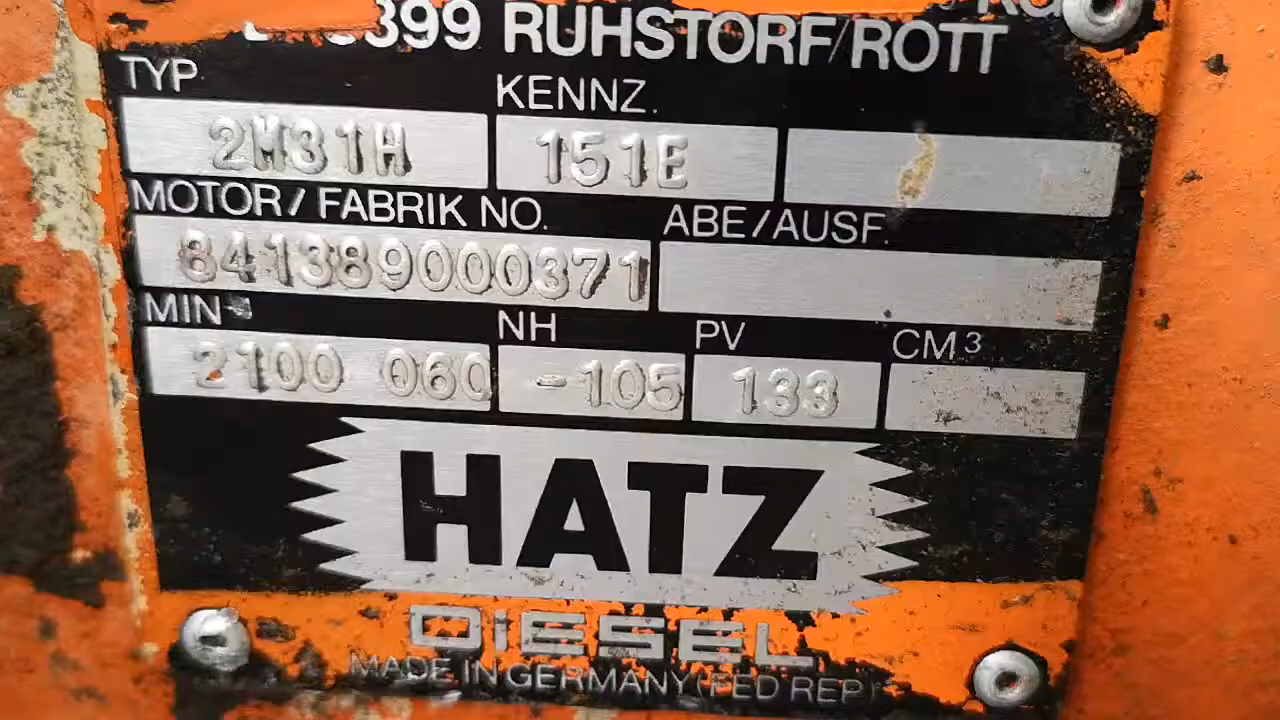 399 RUHSTORF/ROTT
TYP KENNZ.
2M31H 151E
MOTOR/FABRIK NO. ABE/AUSF.
841389000371
MIN-1 NH PV CM³
2100 060 -105 133
HATZ
DIESEL
MADE IN GERMANY (FED REP)